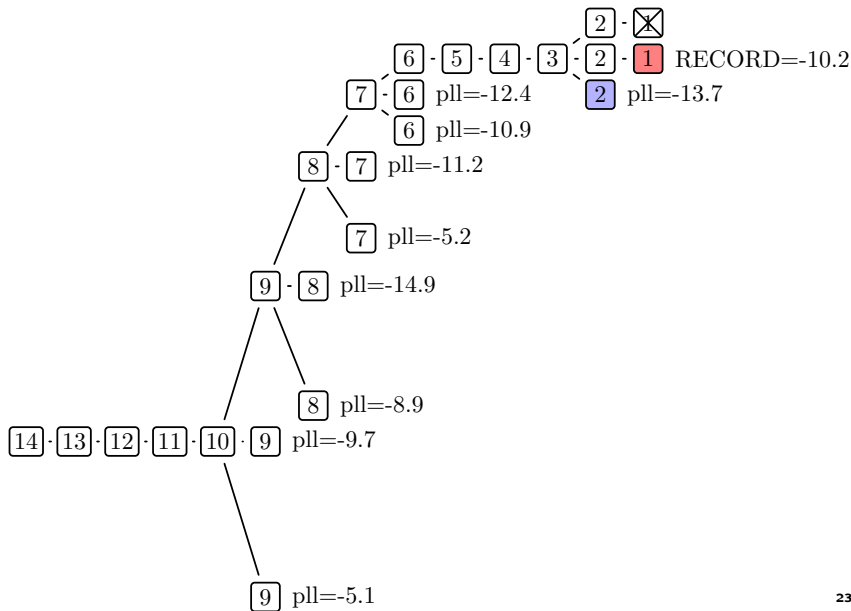 2 1
6 5 4 3 2 1 RECORD=-10.2
7 6 pll=-12.4 2 pll=-13.7
6 pll=-10.9
8 7 pll=-11.2
7 pll=-5.2
9 8 pll=-14.9
8 pll=-8.9
14 13 12 11 10 9 pll=-9.7
9 pll=-5.1
23